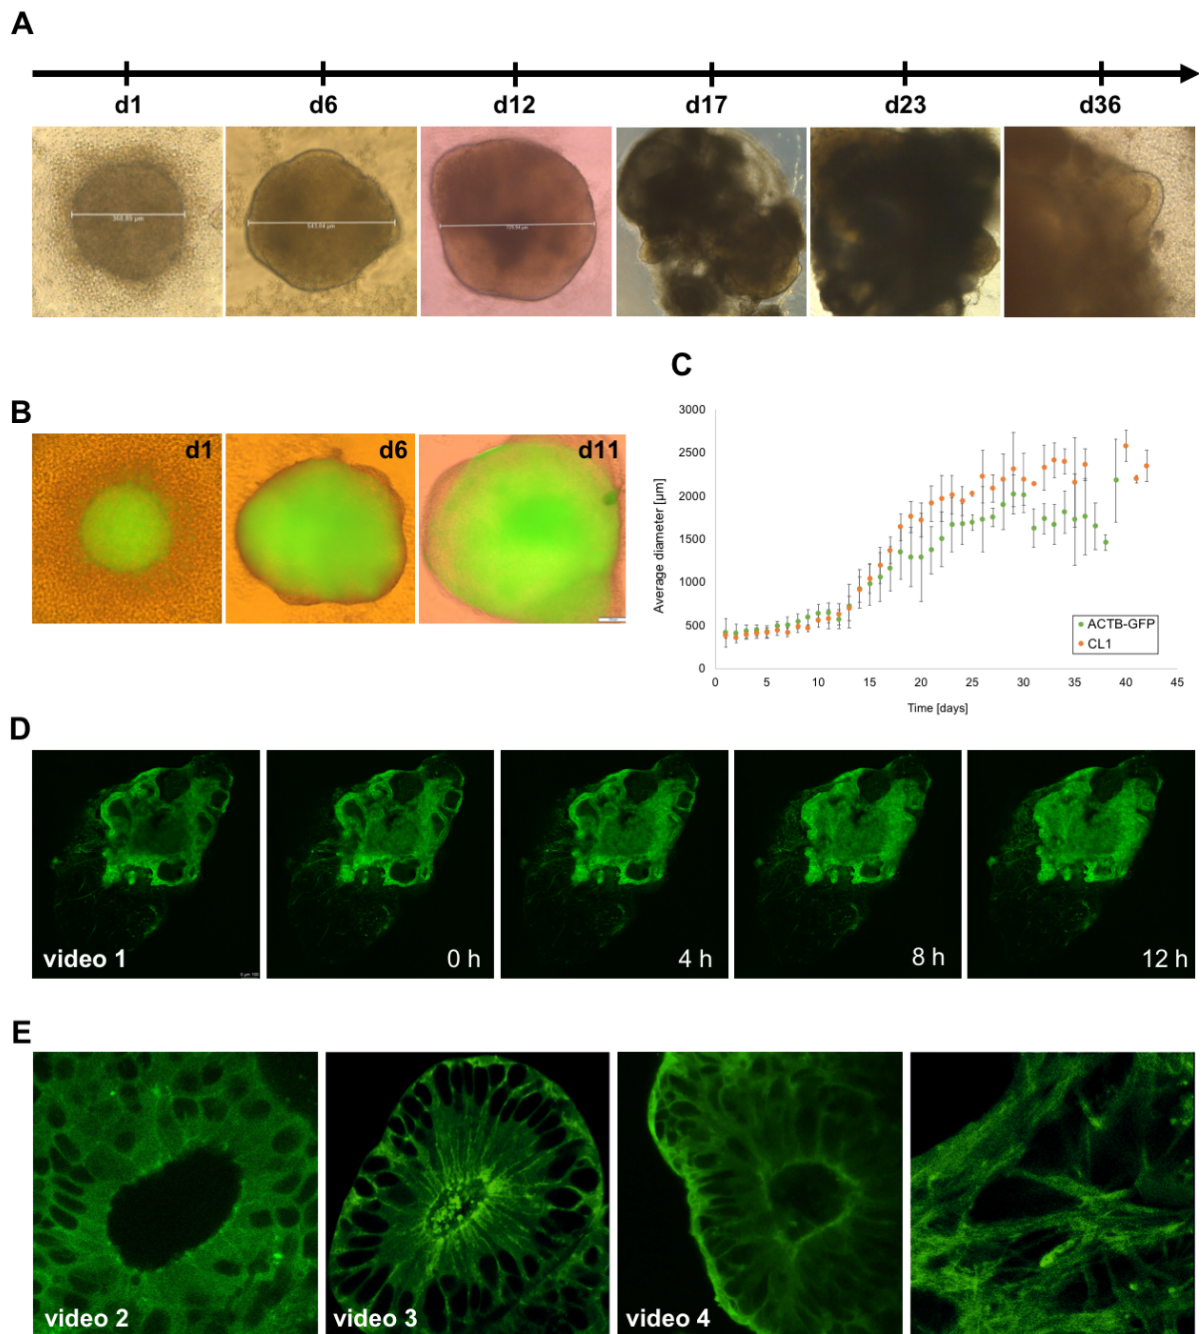 A
d1 d6 d12 d17 d23 d36
B
d1 d6 d11
C
3000
2500
2000
1500
1000
500
0
Average diameter [µm]
ACTB-GFP
CL1
0 5 10 15 20 25 30 35 40 45
Time [days]
D
video 1 0 h 4 h 8 h 12 h
E
video 2 video 3 video 4